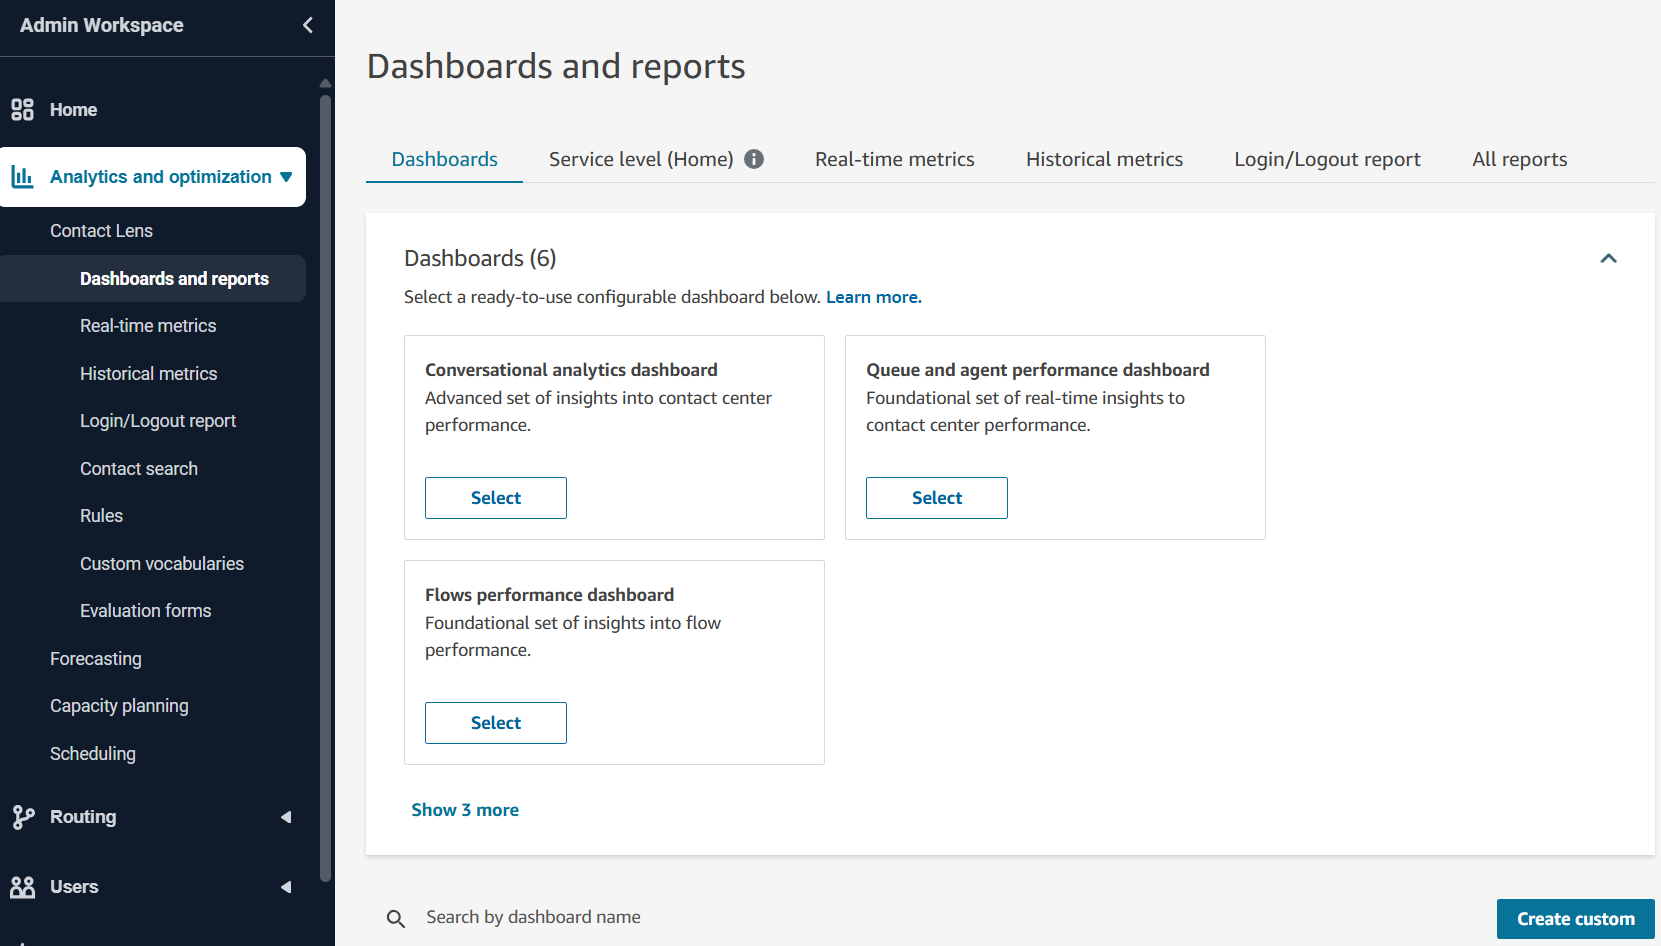 Admin Workspace
Home
Analytics and optimization
Contact Lens
Dashboards and reports
Real-time metrics
Historical metrics
Login/Logout report
Contact search
Rules
Custom vocabularies
Evaluation forms
Forecasting
Capacity planning
Scheduling
Routing
Users
Dashboards and reports
Dashboards
Service level (Home)
Real-time metrics
Historical metrics
Login/Logout report
All reports
Dashboards (6)
Select a ready-to-use configurable dashboard below. Learn more.
Conversational analytics dashboard
Advanced set of insights into contact center
performance.
Select
Queue and agent performance dashboard
Foundational set of real-time insights to
contact center performance.
Select
Flows performance dashboard
Foundational set of insights into flow
performance.
Select
Show 3 more
Search by dashboard name
Create custom